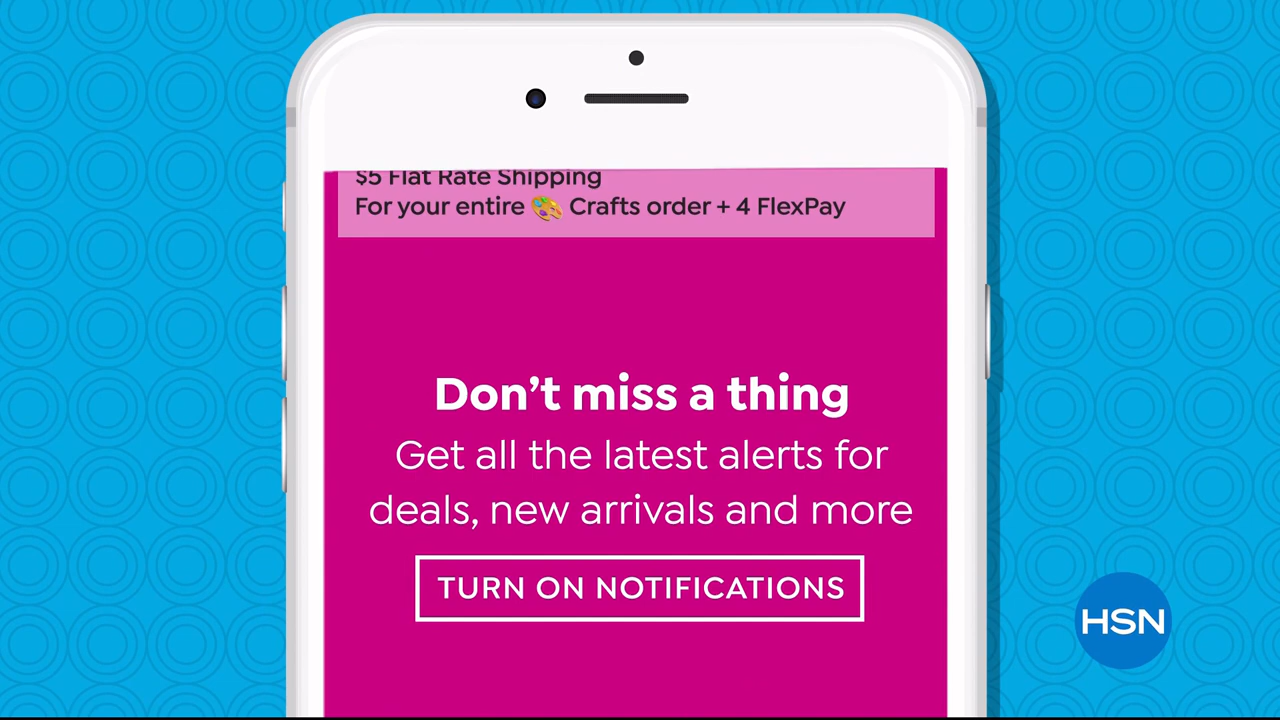 $5 Flat Rate Shipping
For your entire 🎨 Crafts order + 4 FlexPay
Don't miss a thing
Get all the latest alerts for
deals, new arrivals and more
TURN ON NOTIFICATIONS
HSN